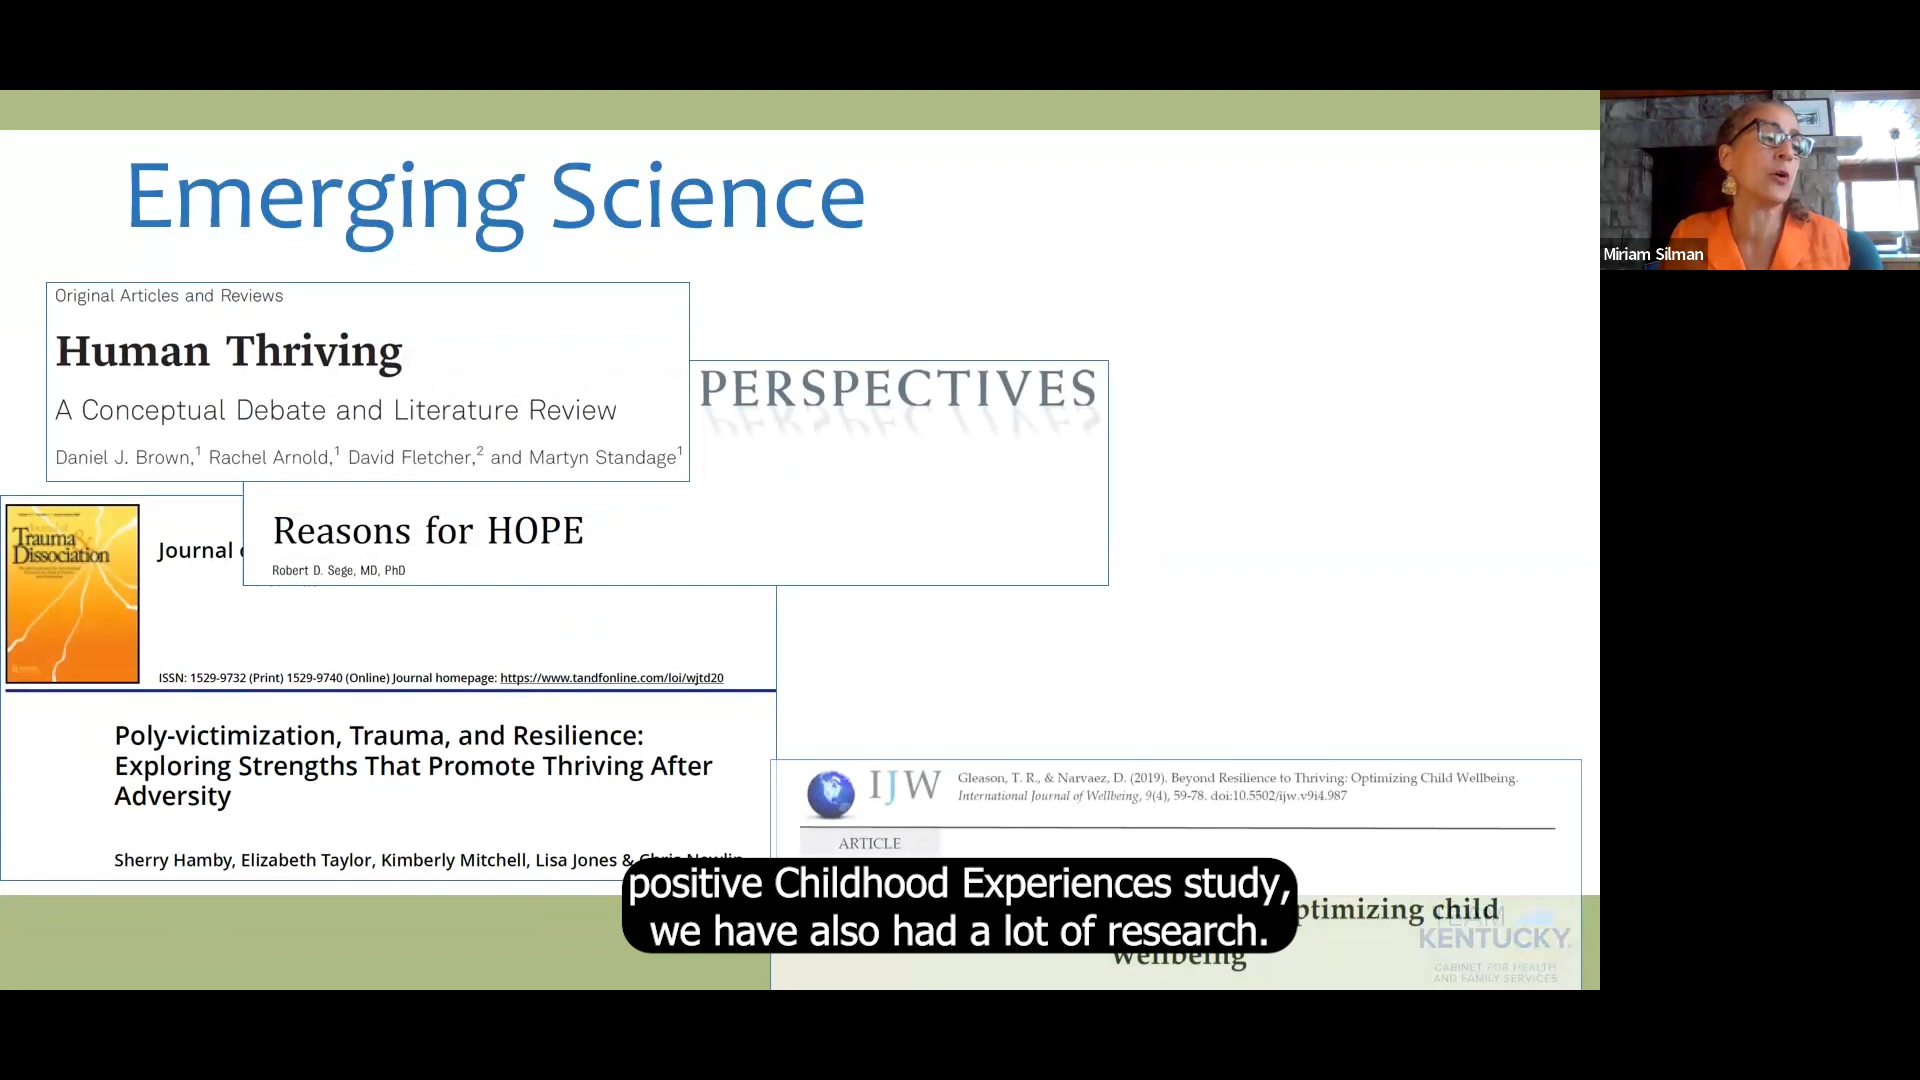 Emerging Science
Original Articles and Reviews
Human Thriving
A Conceptual Debate and Literature Review
Daniel J. Brown,1 Rachel Arnold,1 David Fletcher,2 and Martyn Standage1
PERSPECTIVES
Reasons for HOPE
Robert D. Sege, MD, PhD
Journal of
Trauma &
Dissociation
Journal
ISSN: 1529-9732 (Print) 1529-9740 (Online) Journal homepage: https://www.tandfonline.com/loi/wjtd20
Poly-victimization, Trauma, and Resilience:
Exploring Strengths That Promote Thriving After
Adversity
Sherry Hamby, Elizabeth Taylor, Kimberly Mitchell, Lisa Jones &
IJW
Gleason, T. R., & Narvaez, D. (2019). Beyond Resilience to Thriving: Optimizing Child Wellbeing.
International Journal of Wellbeing, 9(4), 59-78. doi:10.5502/ijw.v9i4.987
ARTICLE
ptimizing child
wellbeing
TEAM
KENTUCKY.
CABINET FOR HEALTH
AND FAMILY SERVICES
positive Childhood Experiences study,
we have also had a lot of research.
Miriam Silman